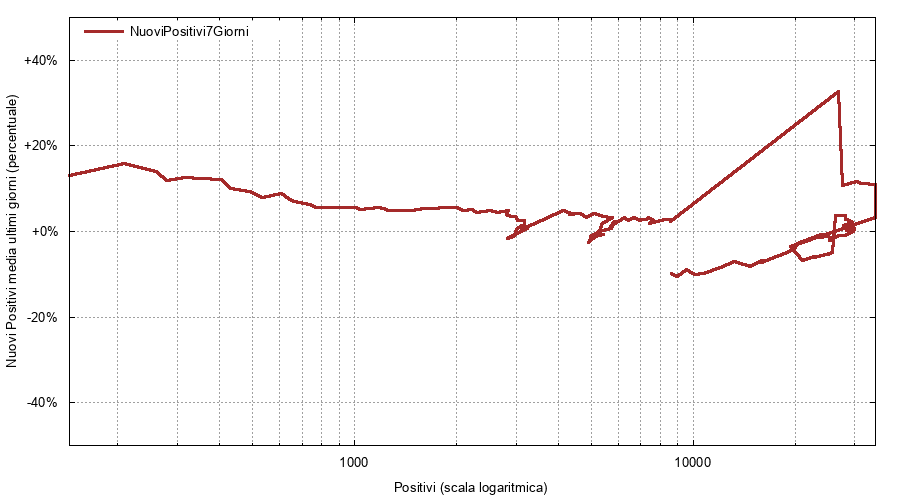 NuoviPositivi7Giorni
+40%
+20%
+0%
-20%
-40%
Nuovi Positivi media ultimi giorni (percentuale)
1000
10000
Positivi (scala logaritmica)